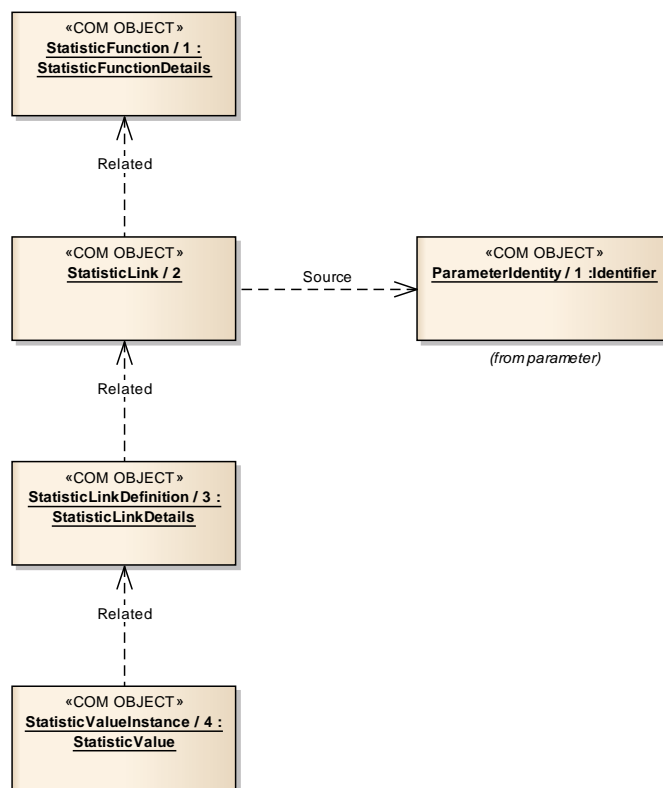 «COM OBJECT»
StatisticFunction / 1 :
StatisticFunctionDetails
Related
«COM OBJECT»
StatisticLink / 2
Source
«COM OBJECT»
ParameterIdentity / 1 :Identifier
(from parameter)
Related
«COM OBJECT»
StatisticLinkDefinition / 3 :
StatisticLinkDetails
Related
«COM OBJECT»
StatisticValueInstance / 4 :
StatisticValue